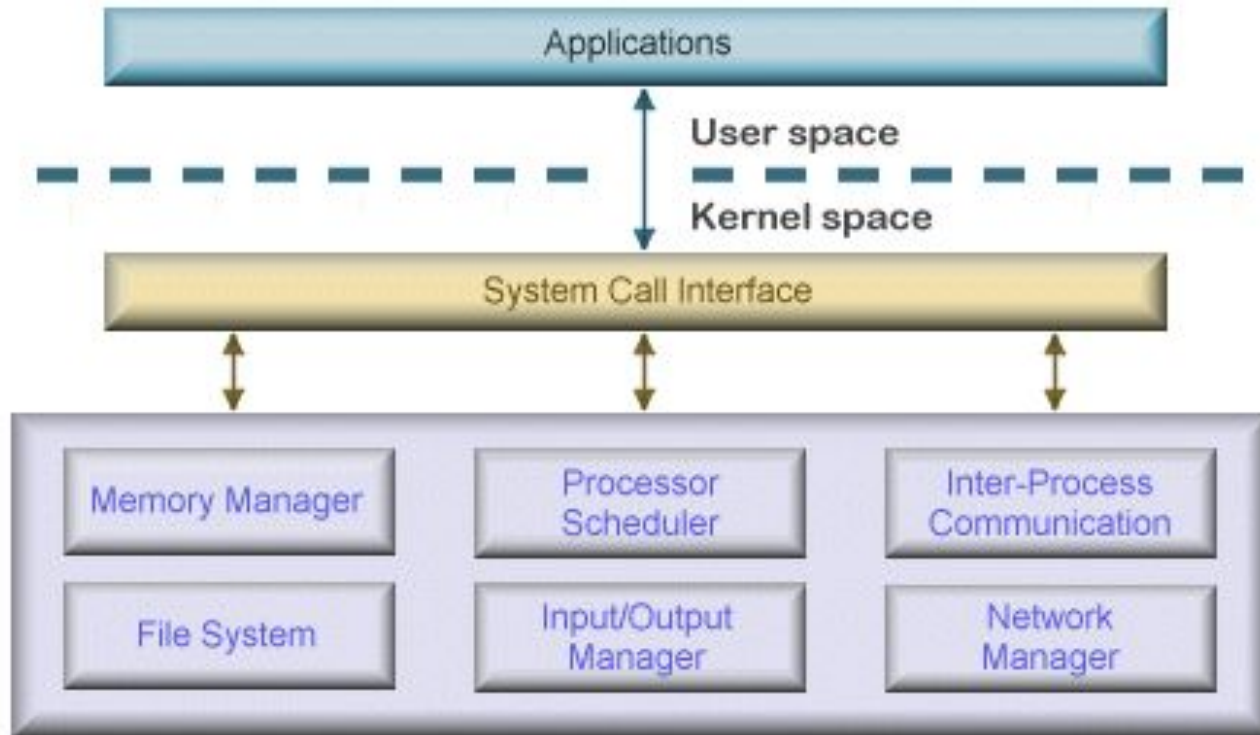 Applications
User space
Kernel space
System Call Interface
Memory Manager
Processor
Scheduler
Inter-Process
Communication
File System
Input/Output
Manager
Network
Manager